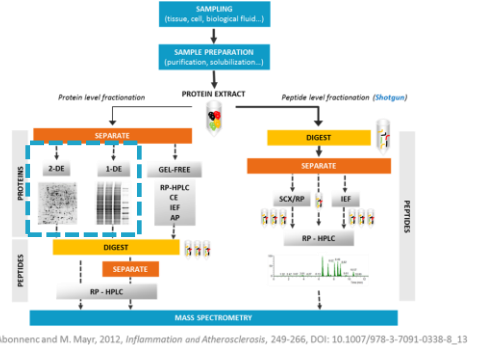 SAMPLING
(tissue, cell, biological fluid...)
SAMPLE PREPARATION
(purification, solubilization...)
PROTEIN EXTRACT
Protein level fractionation
Peptide level fractionation (Shotgun)
SEPARATE
DIGEST
SEPARATE
PROTEINS
2-DE
1-DE
GEL-FREE
RP-HPLC
CE
IEF
AP
SCX/RP
IEF
RP - HPLC
PEPTIDES
DIGEST
SEPARATE
RP - HPLC
PEPTIDES
MASS SPECTROMETRY
Abonnenc and M. Mayr, 2012, Inflammation and Atherosclerosis, 249-266, DOI: 10.1007/978-3-7091-0338-8_13